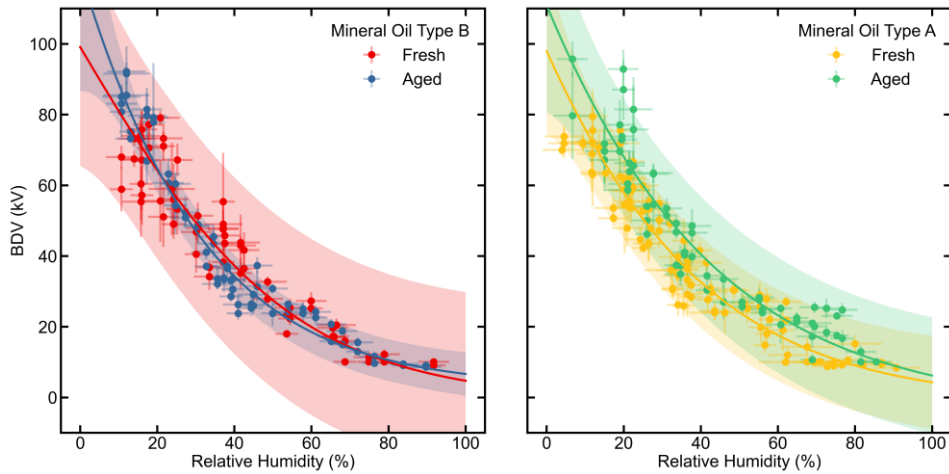 Mineral Oil Type B
Fresh
Aged
BDV (kV)
100
80
60
40
20
0
0 20 40 60 80 100
Relative Humidity (%)
Mineral Oil Type A
Fresh
Aged
0 20 40 60 80 100
Relative Humidity (%)